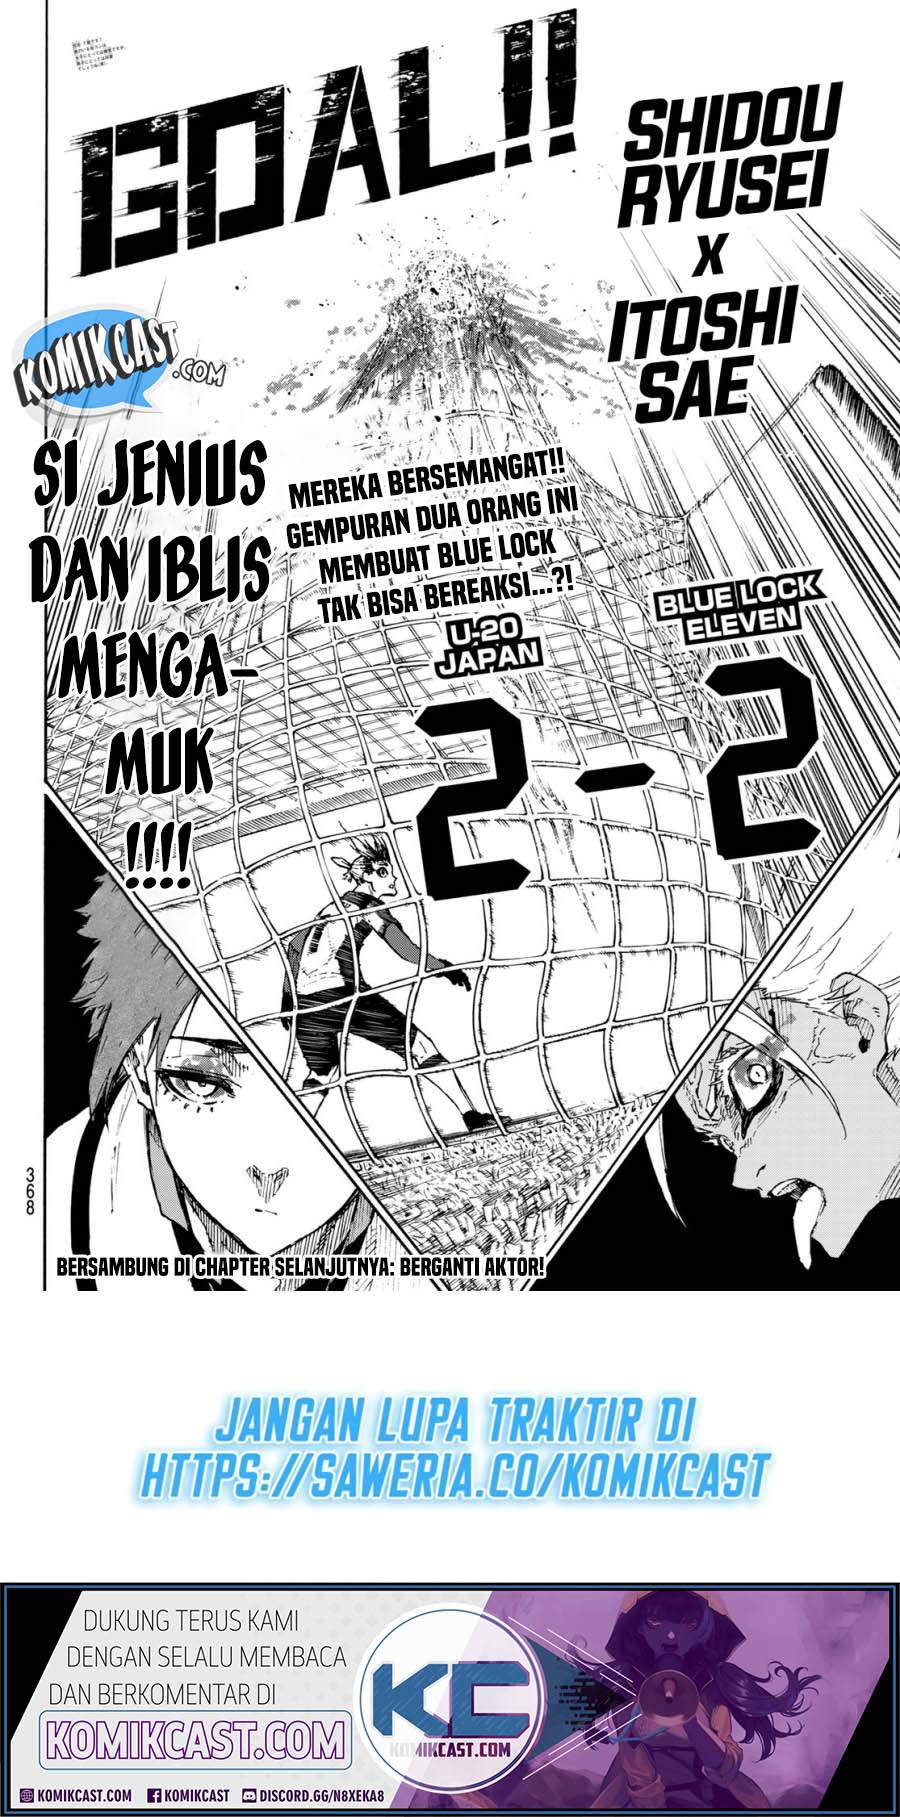 GOAL!!
SHIDOU
RYUSEI
X
ITOSHI
SAE
KOMIKCAST
.COM
SI JENIUS
DAN IBLIS
MENGA-
MUK
!!!!
MEREKA BERSEMANGAT!!
GEMPURAN DUA ORANG INI
MEMBUAT BLUE LOCK
TAK BISA BEREAKSI...?!
U-20
JAPAN
BLUE LOCK
ELEVEN
2 - 2
368
BERSAMBUNG DI CHAPTER SELANJUTNYA: BERGANTI AKTOR!
JANGAN LUPA TRAKTIR DI
HTTPS://SAWERIA.CO/KOMIKCAST
DUKUNG TERUS KAMI
DENGAN SELALU MEMBACA
DAN BERKOMENTAR DI
KOMIKCAST.COM
KC
KOMIKCAST.COM
KOMIKCAST.COM KOMIKCAST DISCORD.GG/N8XEKA8